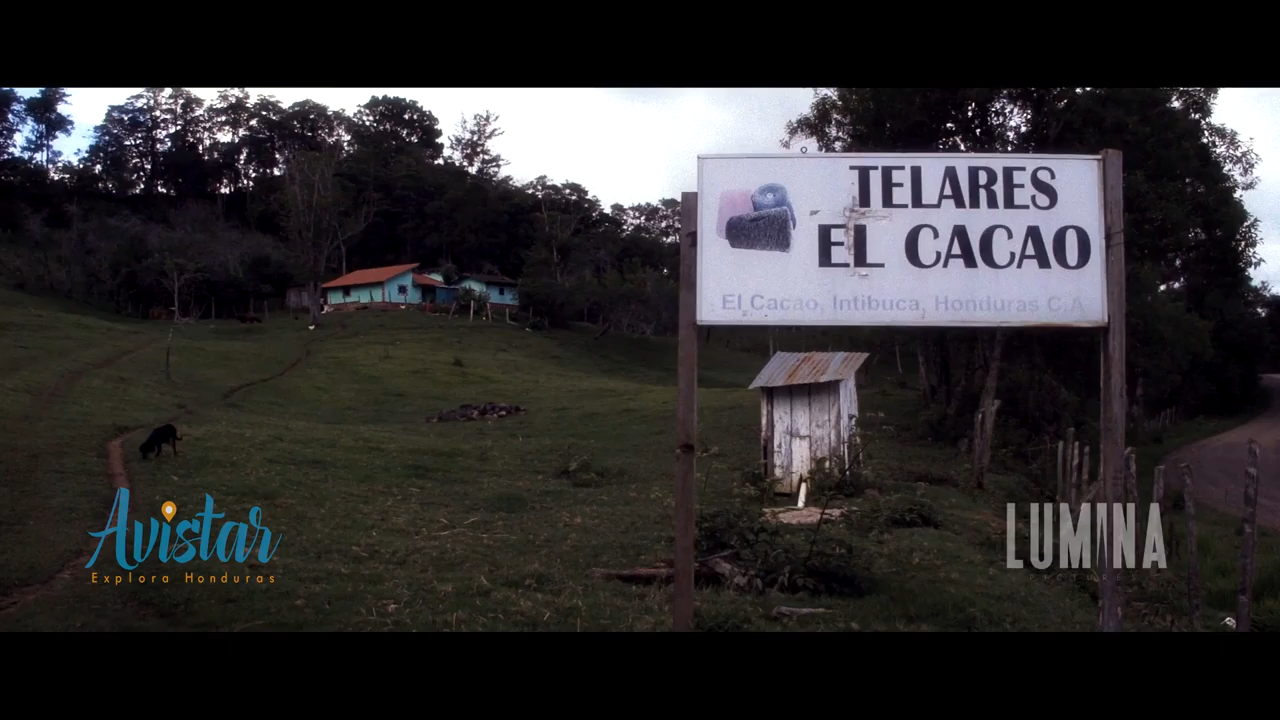 TELARES
EL CACAO
El Cacao, Intibuca, Honduras C.A
Avistar
Explora Honduras
LUMINA